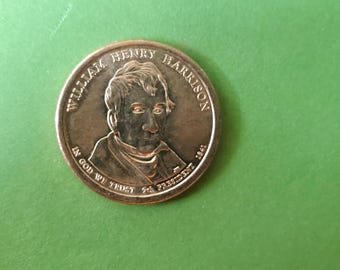 WILLIAM HENRY HARRISON
IN GOD WE TRUST 9th PRESIDENT 1841